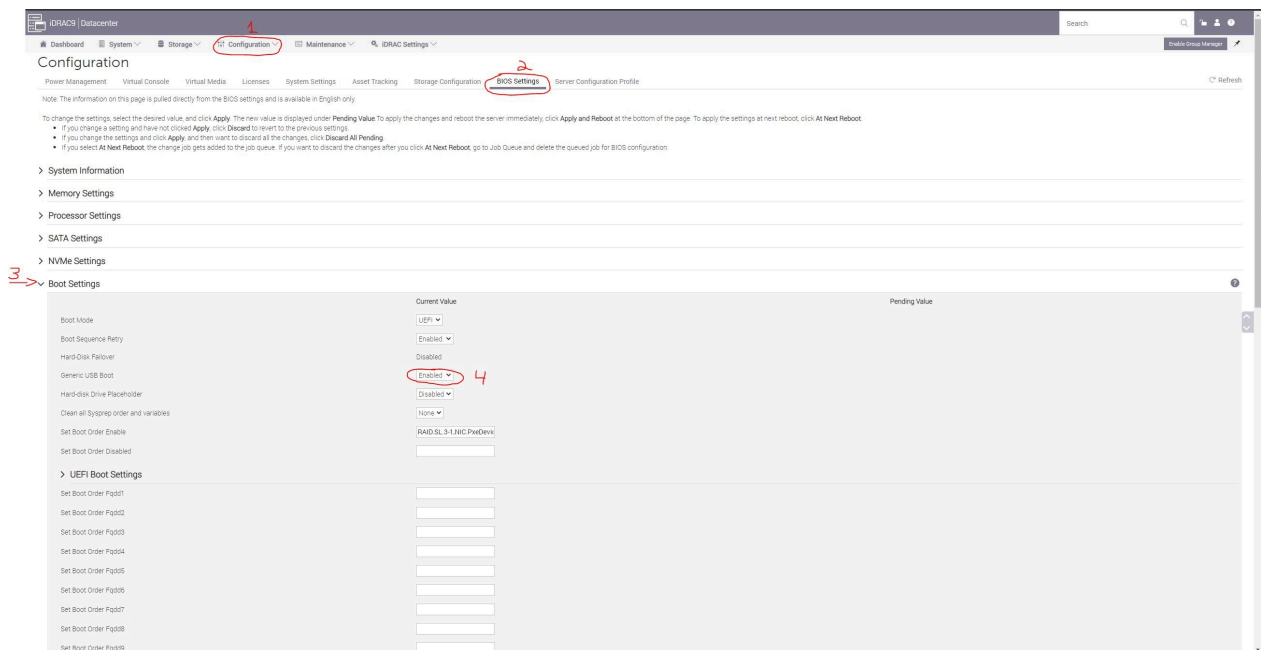 iDRAC9 | Datacenter
Search
1
Dashboard System Storage Configuration Maintenance iDRAC Settings
Enable Group Manager
Configuration
2
Power Management Virtual Console Virtual Media Licenses System Settings Asset Tracking Storage Configuration BIOS Settings Server Configuration Profile
Refresh
Note: The information on this page is pulled directly from the BIOS settings and is available in English only.
To change the settings, select the desired value, and click Apply. The new value is displayed under Pending Value.To apply the changes and reboot the server immediately, click Apply and Reboot at the bottom of the page. To apply the settings at next reboot, click At Next Reboot.
• If you change a setting and have not clicked Apply, click Discard to revert to the previous settings.
• If you change the settings and click Apply, and then want to discard all the changes, click Discard All Pending.
• If you select At Next Reboot, the change job gets added to the job queue. If you want to discard the changes after you click At Next Reboot, go to Job Queue and delete the queued job for BIOS configuration
> System Information
> Memory Settings
> Processor Settings
> SATA Settings
> NVMe Settings
3
Boot Settings
Current Value Pending Value
Boot Mode UEFI
Boot Sequence Retry Enabled
Hard-Disk Failover Disabled
Generic USB Boot Enabled 4
Hard-disk Drive Placeholder Disabled
Clean all Sysprep order and variables None
Set Boot Order Enable RAID.SL.3-1,NIC.PxeDevic
Set Boot Order Disabled
> UEFI Boot Settings
Set Boot Order Fqdd1
Set Boot Order Fqdd2
Set Boot Order Fqdd3
Set Boot Order Fqdd4
Set Boot Order Fqdd5
Set Boot Order Fqdd6
Set Boot Order Fqdd7
Set Boot Order Fqdd8
Set Boot Order Fqdd9